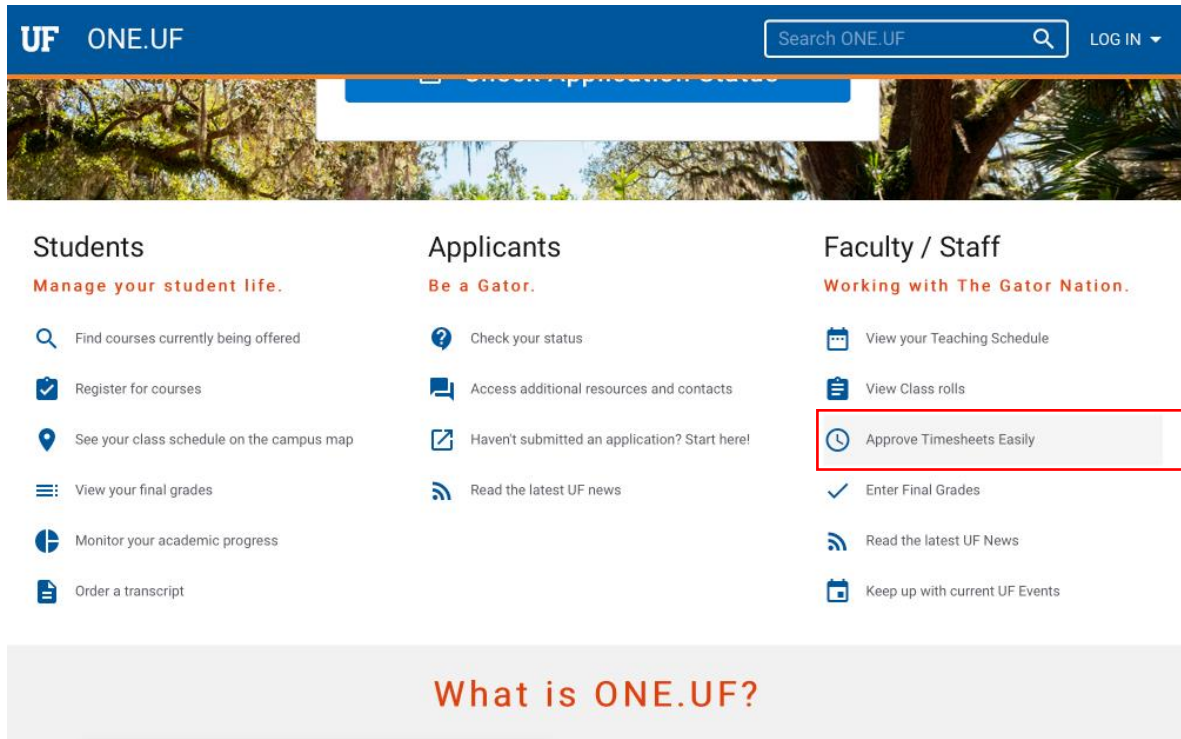 UF ONE.UF
Search ONE.UF
LOG IN
Check Application Status
Students
Manage your student life.
Find courses currently being offered
Register for courses
See your class schedule on the campus map
View your final grades
Monitor your academic progress
Order a transcript
Applicants
Be a Gator.
Check your status
Access additional resources and contacts
Haven't submitted an application? Start here!
Read the latest UF news
Faculty / Staff
Working with The Gator Nation.
View your Teaching Schedule
View Class rolls
Approve Timesheets Easily
Enter Final Grades
Read the latest UF News
Keep up with current UF Events
What is ONE.UF?